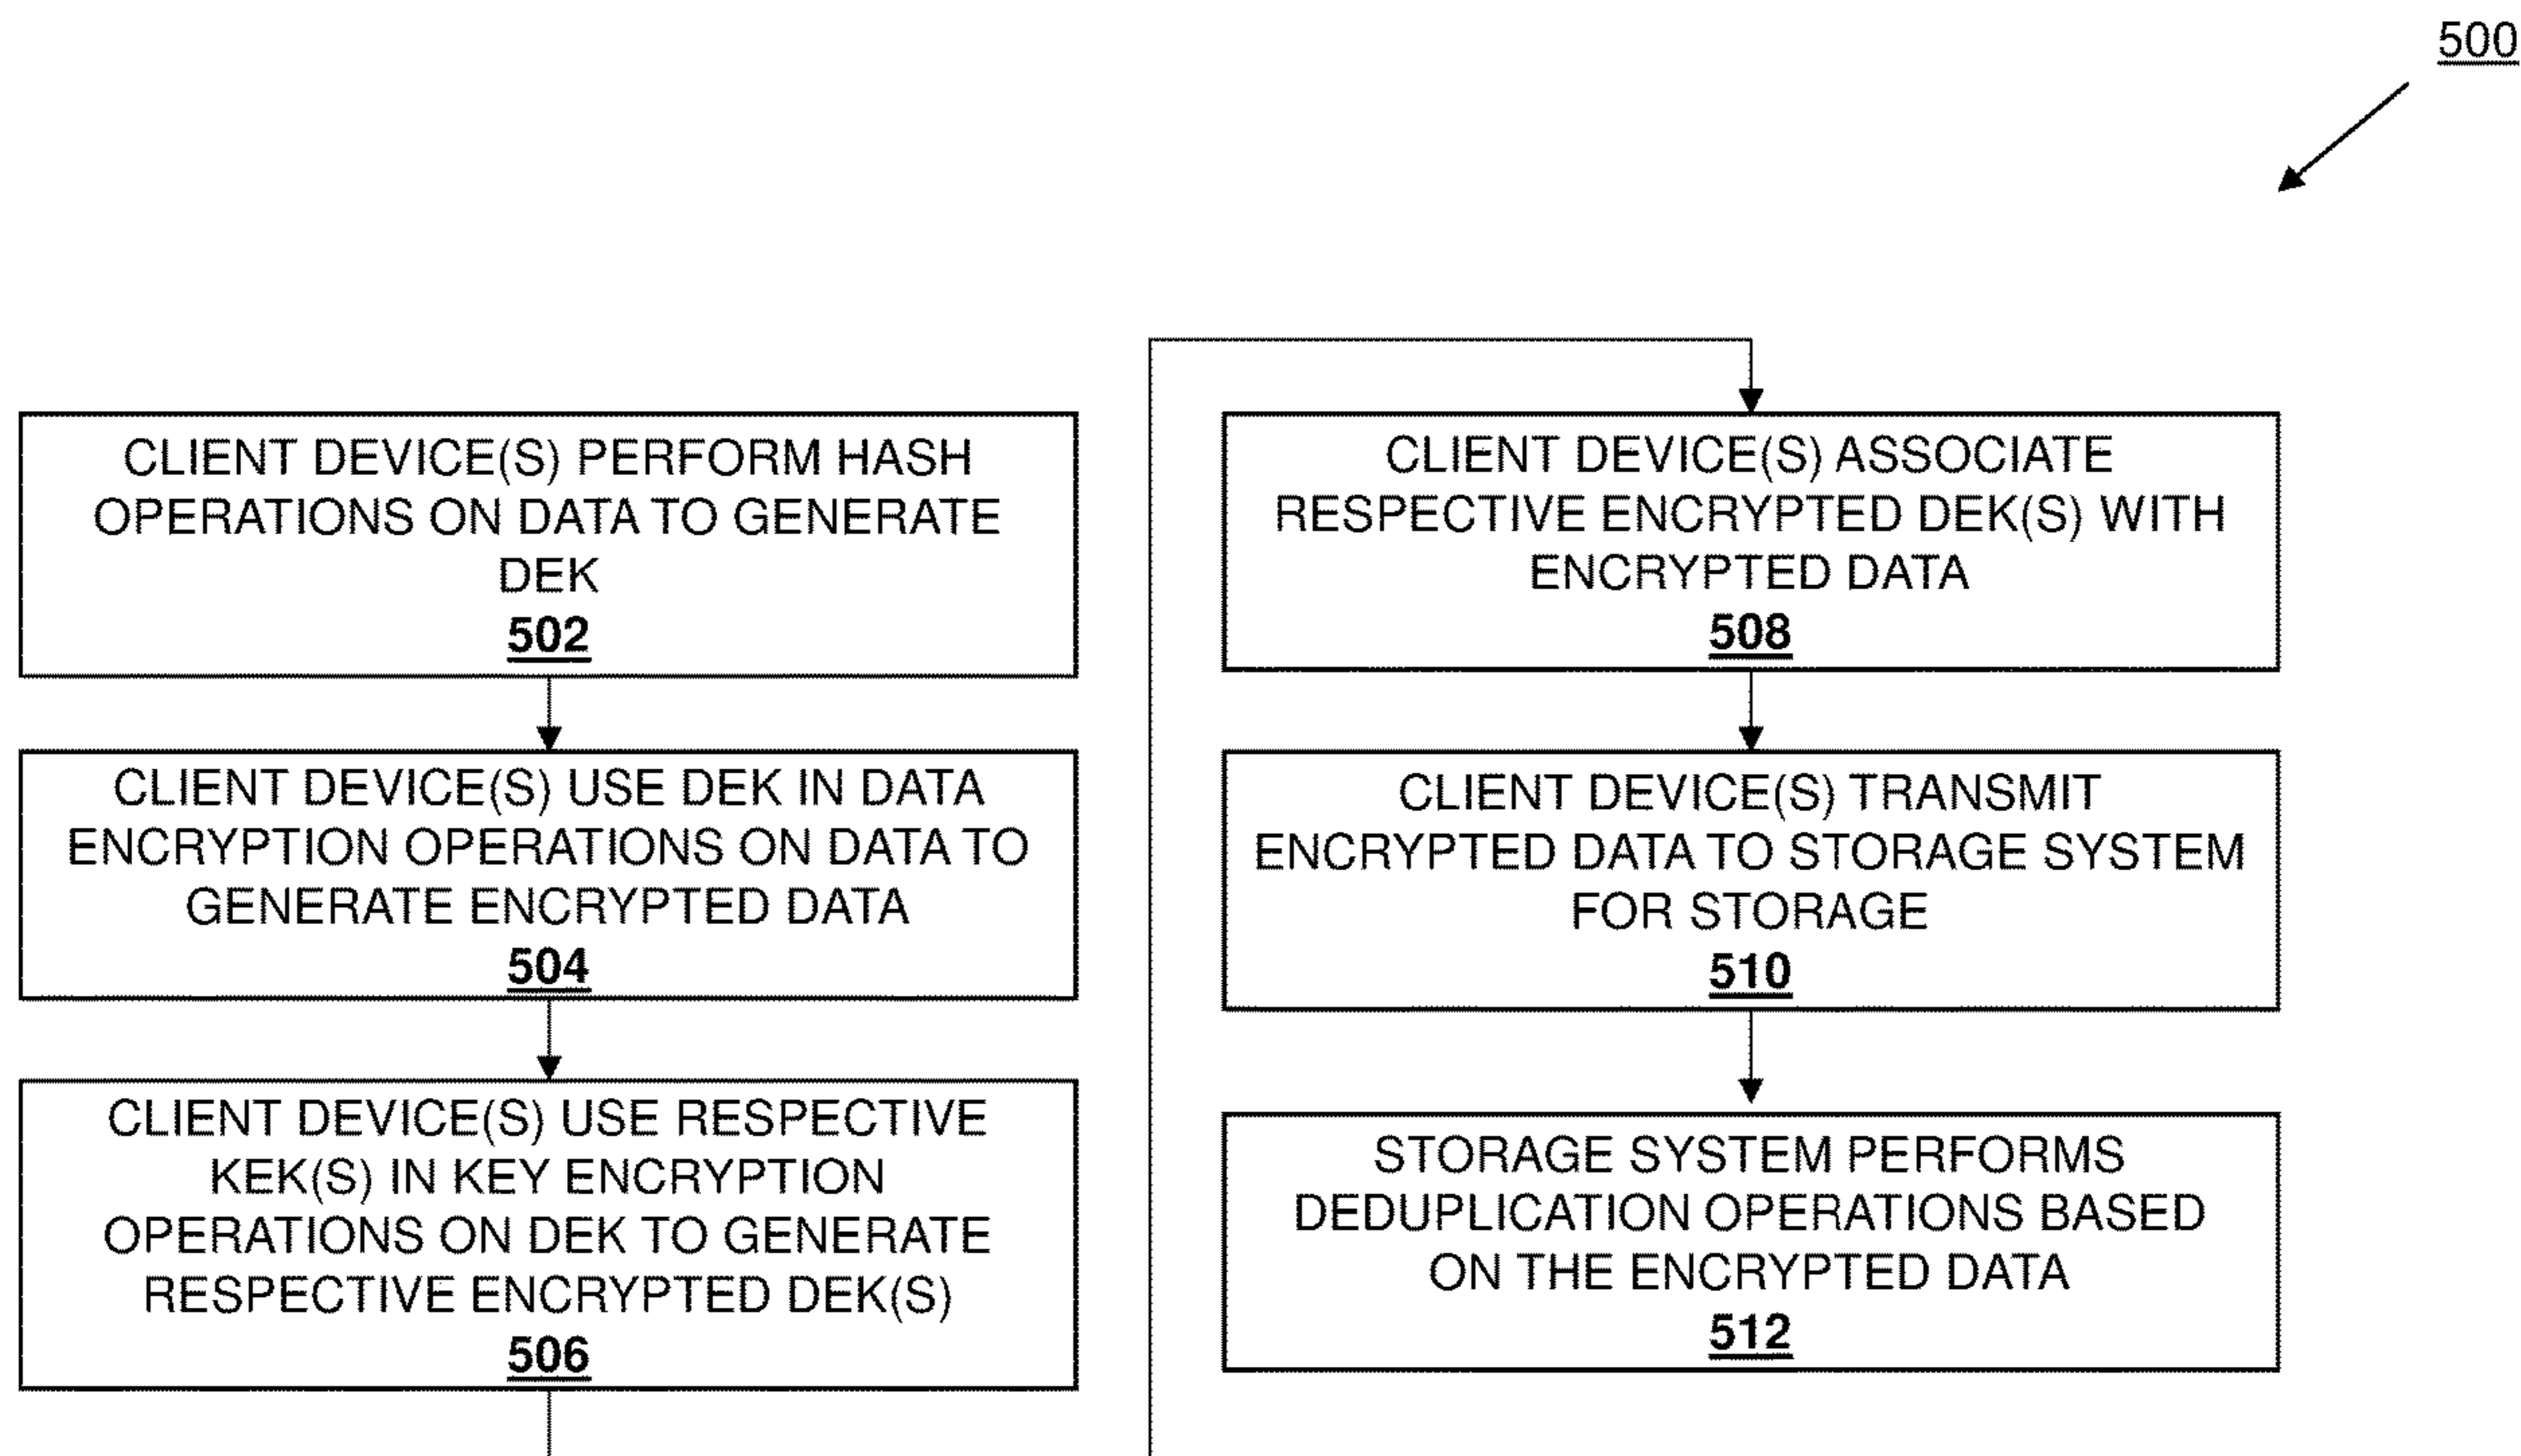 500
CLIENT DEVICE(S) PERFORM HASH
OPERATIONS ON DATA TO GENERATE
DEK
502
CLIENT DEVICE(S) USE DEK IN DATA
ENCRYPTION OPERATIONS ON DATA TO
GENERATE ENCRYPTED DATA
504
CLIENT DEVICE(S) USE RESPECTIVE
KEK(S) IN KEY ENCRYPTION
OPERATIONS ON DEK TO GENERATE
RESPECTIVE ENCRYPTED DEK(S)
506
CLIENT DEVICE(S) ASSOCIATE
RESPECTIVE ENCRYPTED DEK(S) WITH
ENCRYPTED DATA
508
CLIENT DEVICE(S) TRANSMIT
ENCRYPTED DATA TO STORAGE SYSTEM
FOR STORAGE
510
STORAGE SYSTEM PERFORMS
DEDUPLICATION OPERATIONS BASED
ON THE ENCRYPTED DATA
512